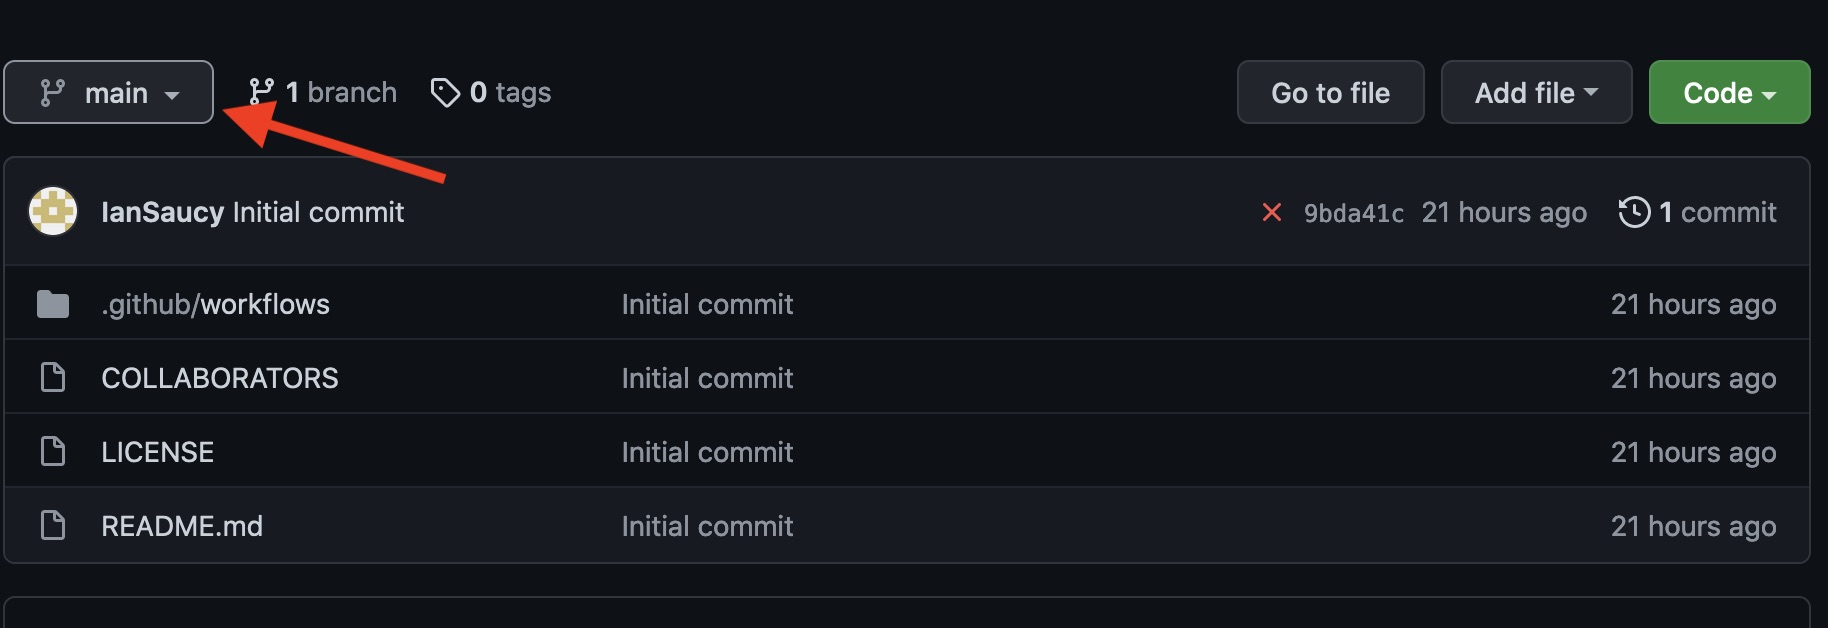 main 1 branch 0 tags Go to file Add file Code
IanSaucy Initial commit 9bda41c 21 hours ago 1 commit
.github/workflows Initial commit 21 hours ago
COLLABORATORS Initial commit 21 hours ago
LICENSE Initial commit 21 hours ago
README.md Initial commit 21 hours ago